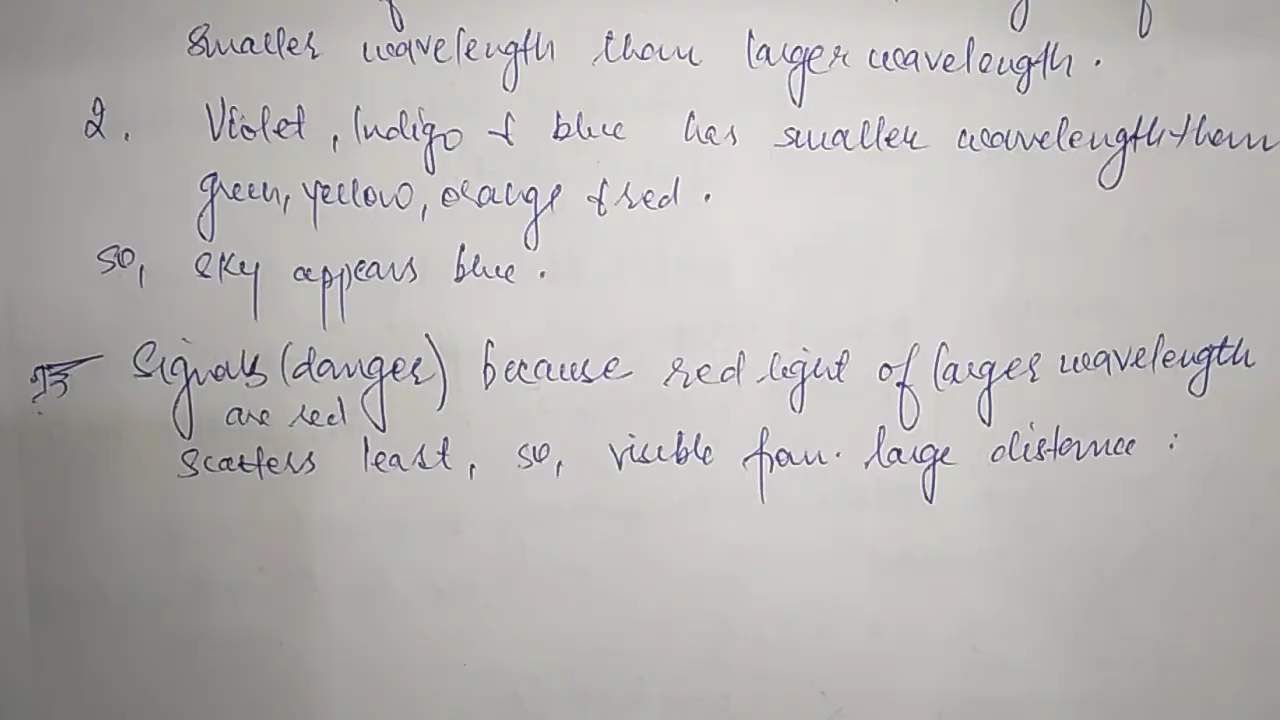 smaller wavelength than larger wavelength.
2. Violet, Indigo & blue has smaller wavelength than
green, yellow, orange & red.
so, sky appears blue.
Signals (danger) because red light of larger wavelength
are red
scatters least, so, visible from large distance :